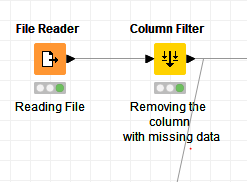 File Reader
Column Filter
Reading File
Removing the
column
with missing data